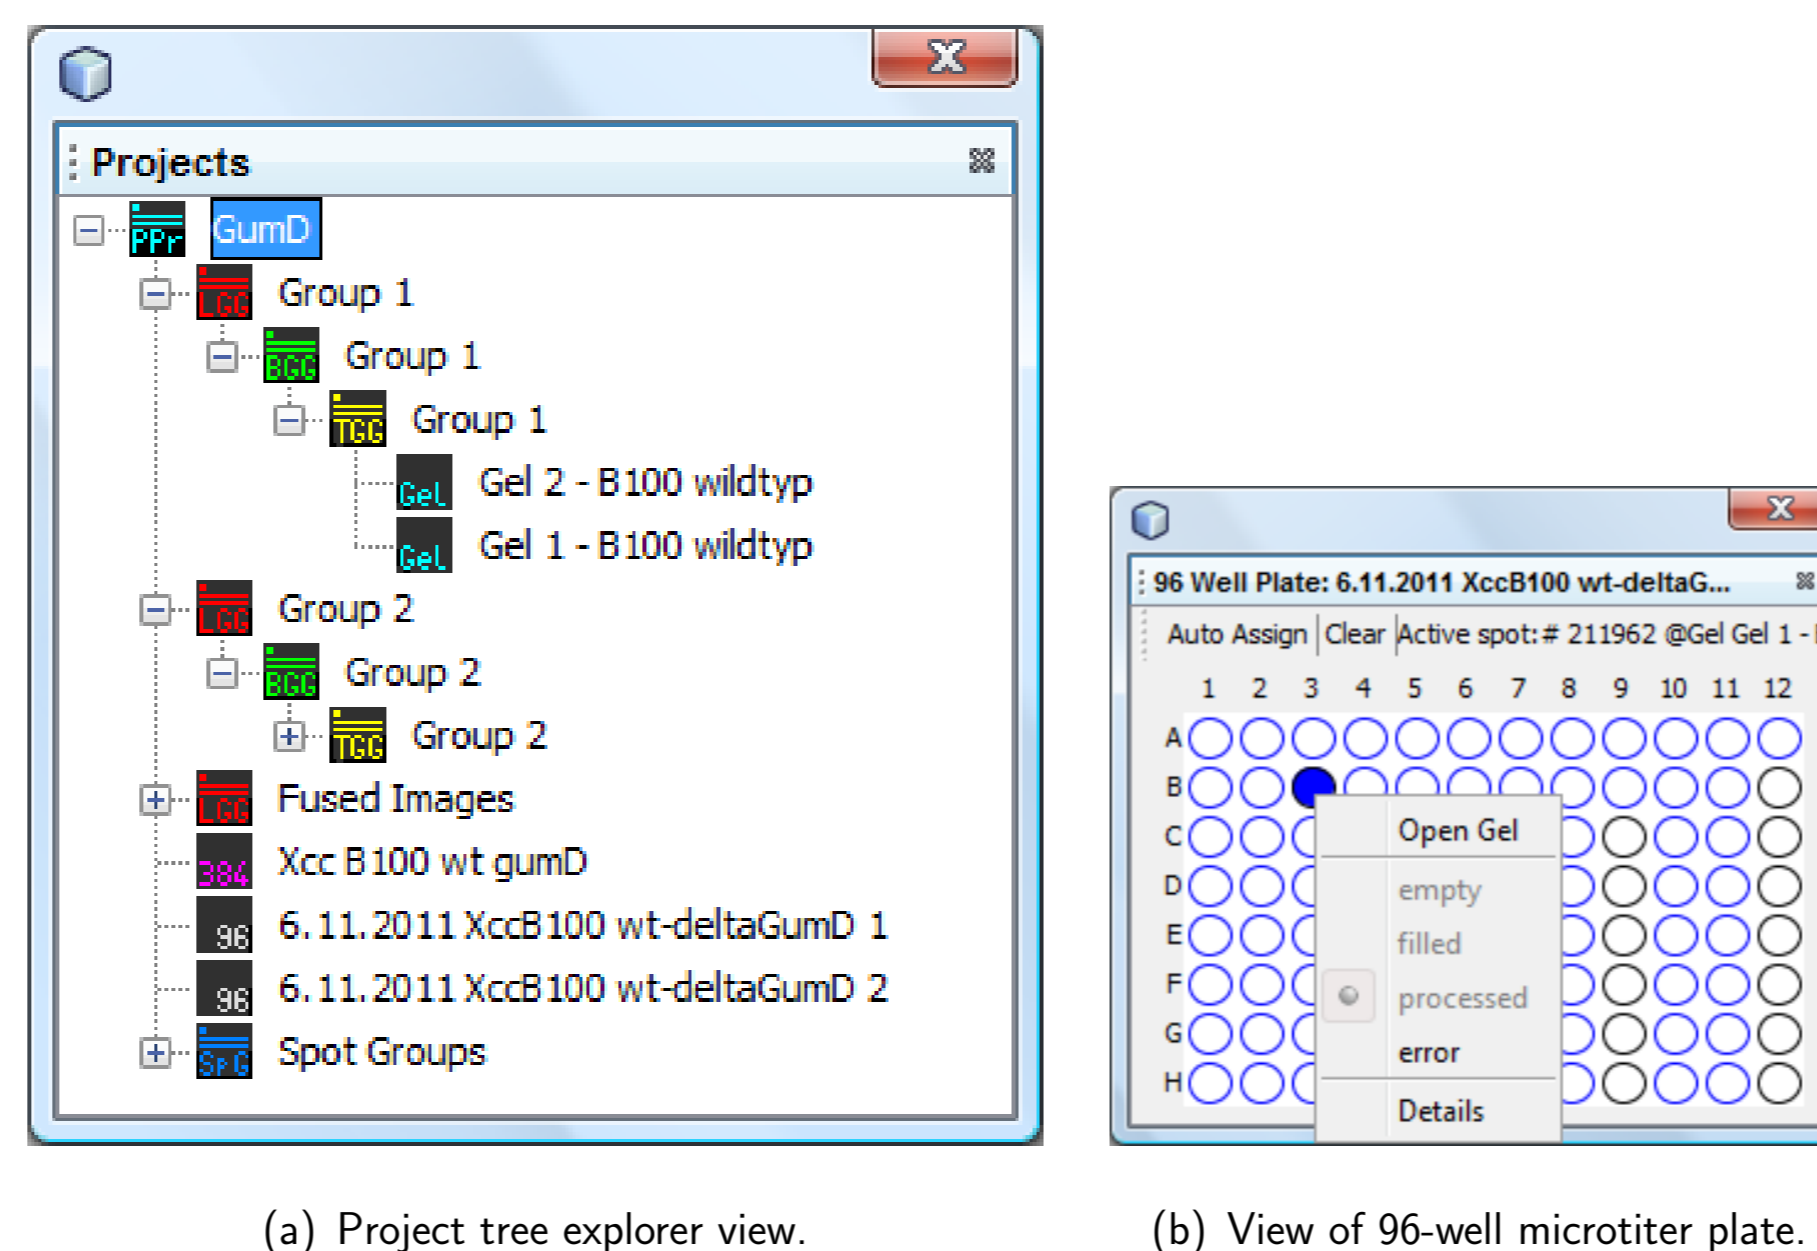 Projects
PPr GumD
LGG Group 1
BGG Group 1
TGG Group 1
Gel Gel 2 - B100 wildtyp
Gel Gel 1 - B100 wildtyp
LGG Group 2
BGG Group 2
TGG Group 2
LGG Fused Images
384 Xcc B100 wt gumD
96 6.11.2011 XccB100 wt-deltaGumD 1
96 6.11.2011 XccB100 wt-deltaGumD 2
SpG Spot Groups
(a) Project tree explorer view.
96 Well Plate: 6.11.2011 XccB100 wt-deltaG...
Auto Assign Clear Active spot: # 211962 @Gel Gel 1 -
1 2 3 4 5 6 7 8 9 10 11 12
A
B
C
D
E
F
G
H
Open Gel
empty
filled
processed
error
Details
(b) View of 96-well microtiter plate.